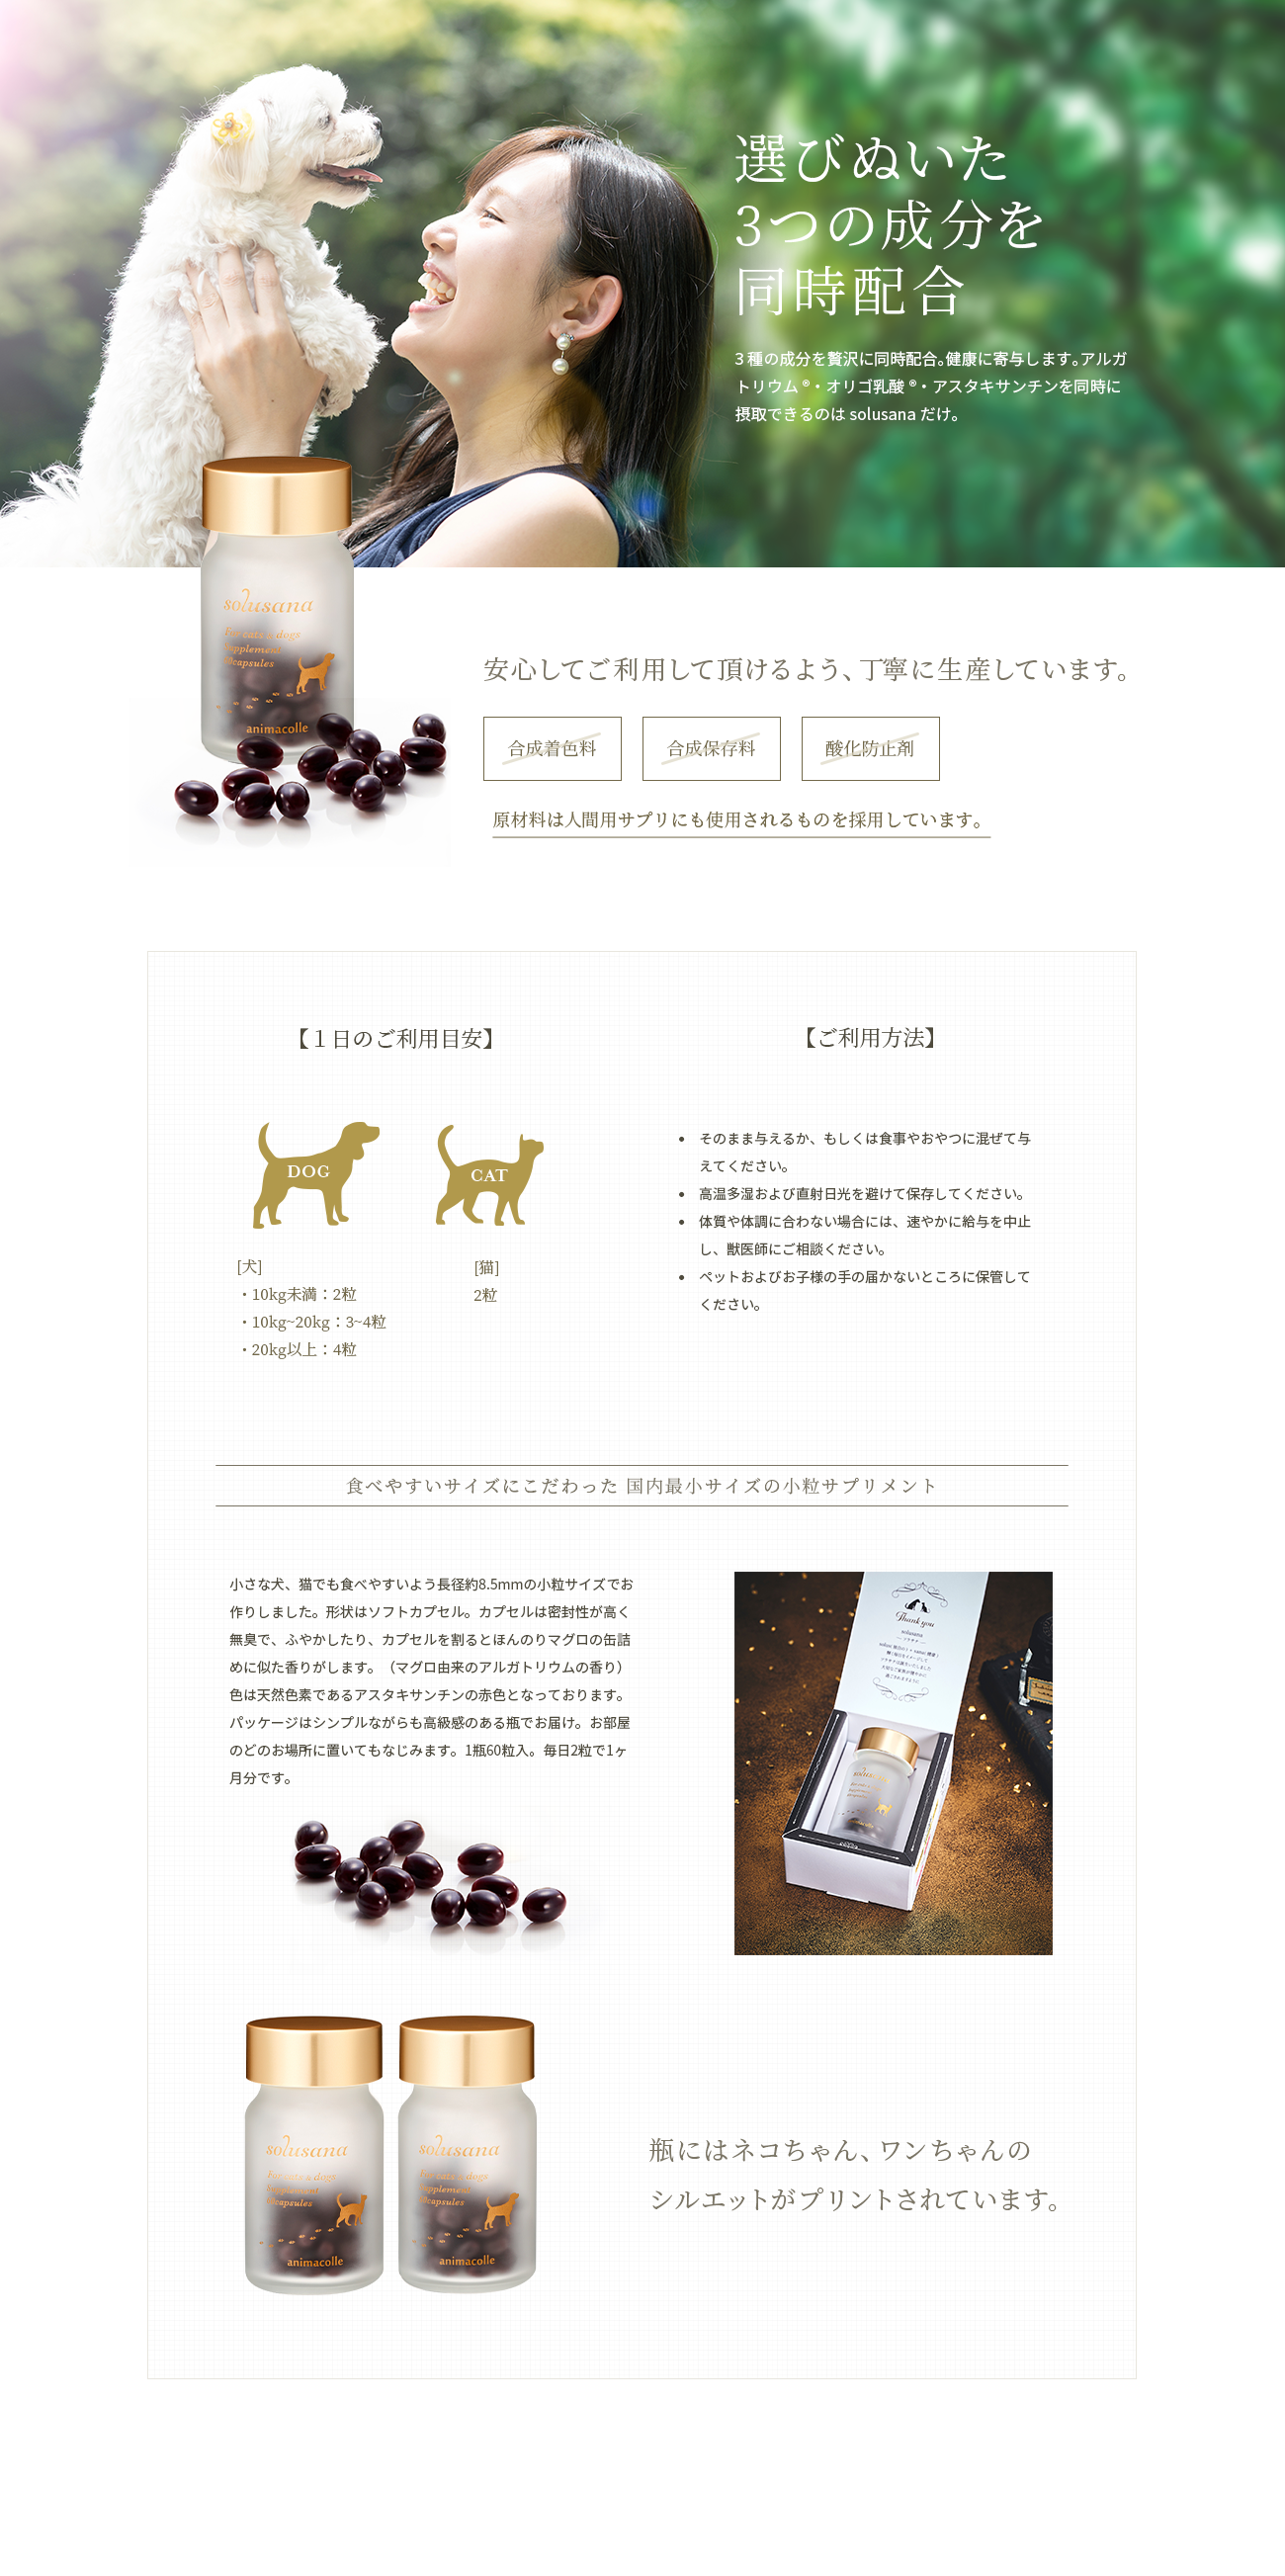 選びぬいた
3つの成分を
同時配合
3 種の成分を贅沢に同時配合。健康に寄与します。アルガ
トリウム ®・オリゴ乳酸 ®・アスタキサンチンを同時に
摂取できるのは solusana だけ。
solusana
For cats & dogs
Supplement
animacolle
安心してご利用して頂けるよう、丁寧に生産しています。
合成着色料
合成保存料
酸化防止剤
原材料は人間用サプリにも使用されるものを採用しています。
【１日のご利用目安】
DOG
CAT
[犬]
・10kg未満：2粒
・10kg~20kg：3~4粒
・20kg以上：4粒
[猫]
2粒
【ご利用方法】
• そのまま与えるか、もしくは食事やおやつに混ぜて与
えてください。
• 高温多湿および直射日光を避けて保存してください。
• 体質や体調に合わない場合には、速やかに給与を中止
し、獣医師にご相談ください。
• ペットおよびお子様の手の届かないところに保管して
ください。
食べやすいサイズにこだわった 国内最小サイズの小粒サプリメント
小さな犬、猫でも食べやすいよう長径約8.5mmの小粒サイズでお
作りしました。形状はソフトカプセル。カプセルは密封性が高く
無臭で、ふやかしたり、カプセルを割るとほんのりマグロの缶詰
めに似た香りがします。（マグロ由来のアルガトリウムの香り）
色は天然色素であるアスタキサンチンの赤色となっております。
パッケージはシンプルながらも高級感のある瓶でお届け。お部屋
のどのお場所に置いてもなじみます。1瓶60粒入。毎日2粒で1ヶ
月分です。
Thank you
solusana
solusana
For cats & dogs
animacolle
solusana
For cats & dogs
Supplement
animacolle
瓶にはネコちゃん、ワンちゃんの
シルエットがプリントされています。